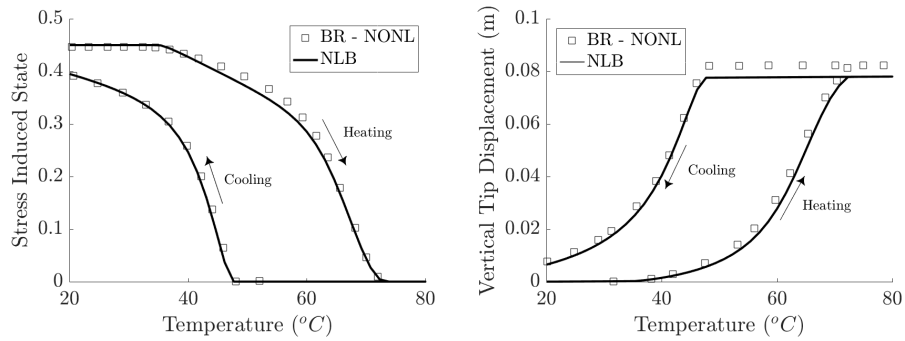 Stress Induced State
0.5
0.4
0.3
0.2
0.1
0
20
40
60
80
Temperature (°C)
BR - NONL
NLB
Heating
Cooling
Vertical Tip Displacement (m)
0.1
0.08
0.06
0.04
0.02
0
20
40
60
80
Temperature (°C)
BR - NONL
NLB
Cooling
Heating